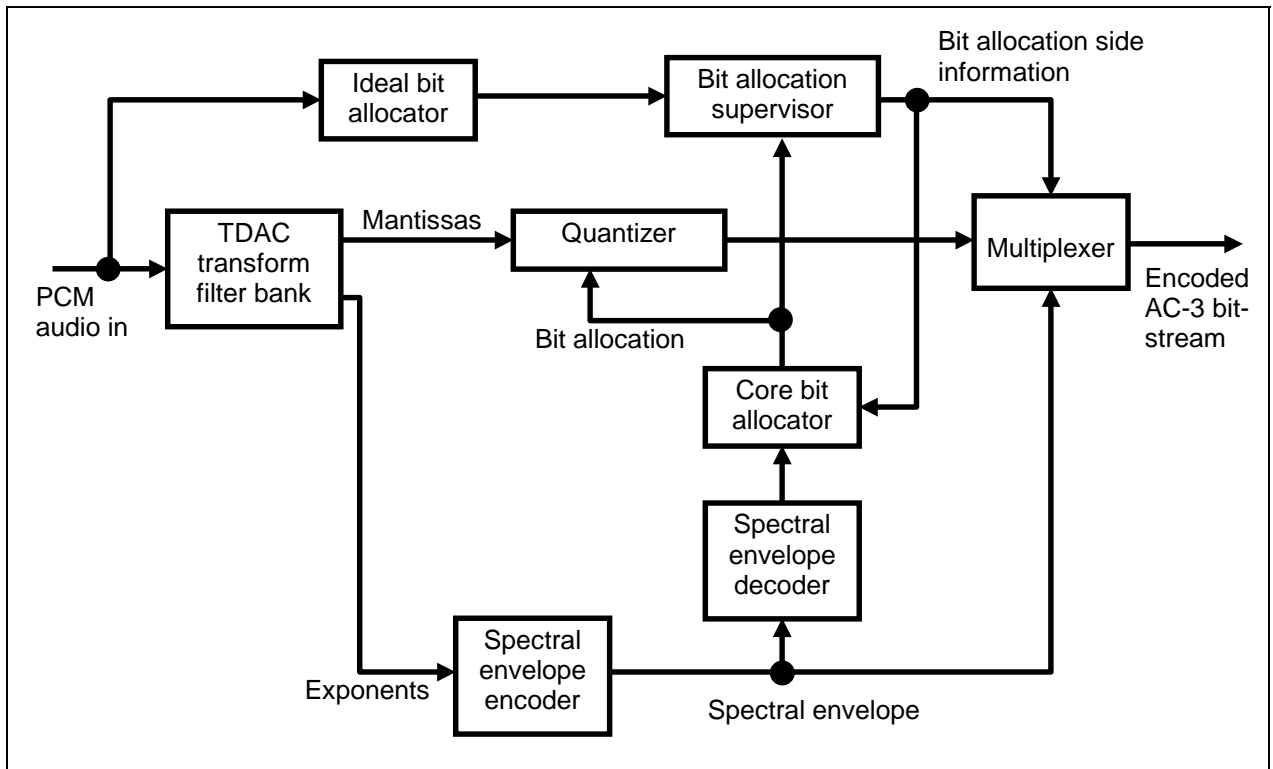 Bit allocation side
information
Ideal bit
allocator
Bit allocation
supervisor
Mantissas
TDAC
transform
filter bank
Quantizer
Multiplexer
PCM
audio in
Encoded
AC-3 bit-
stream
Bit allocation
Core bit
allocator
Spectral
envelope
decoder
Spectral
envelope
encoder
Exponents
Spectral envelope